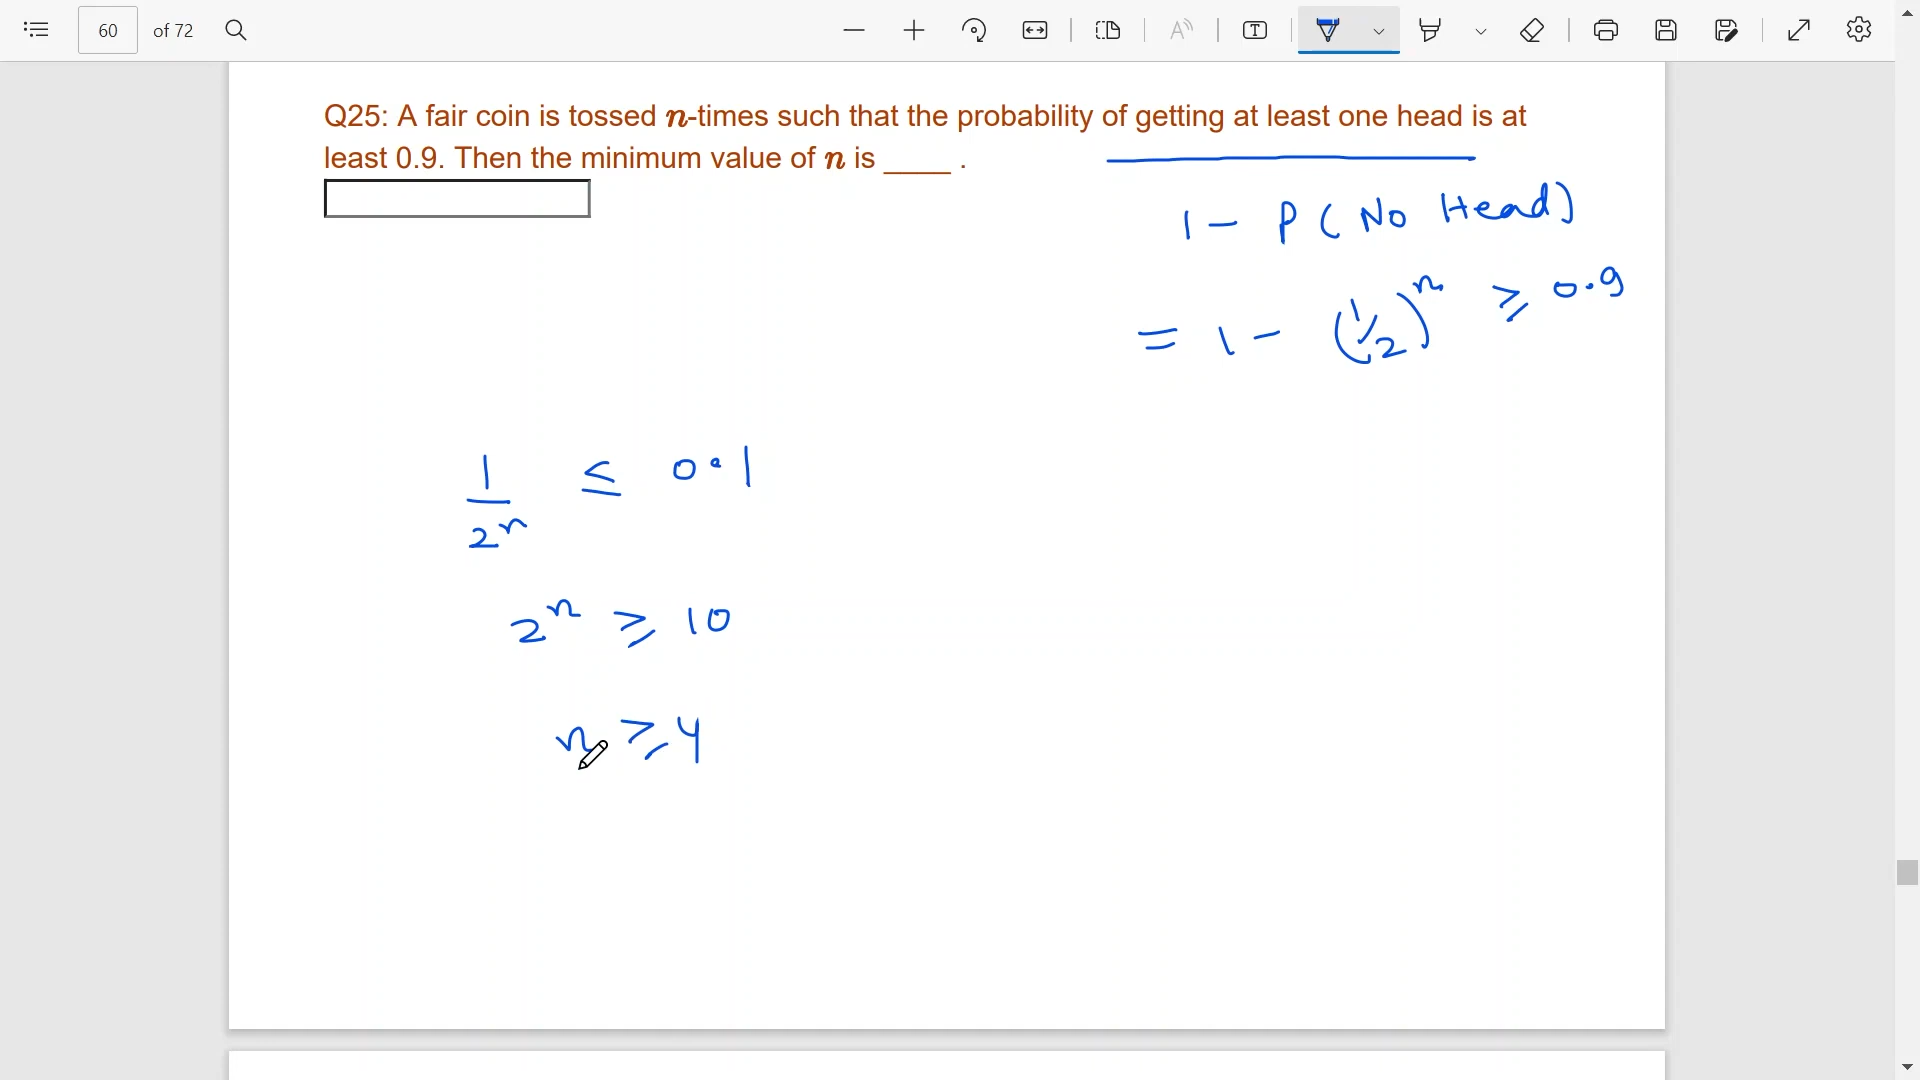 60 of 72
Q25: A fair coin is tossed n-times such that the probability of getting at least one head is at
least 0.9. Then the minimum value of n is ____ .
1 - P ( No Head)
= 1 - (1/2)^n ≥ 0.9
1/2^n ≤ 0.1
2^n ≥ 10
n ≥ 4